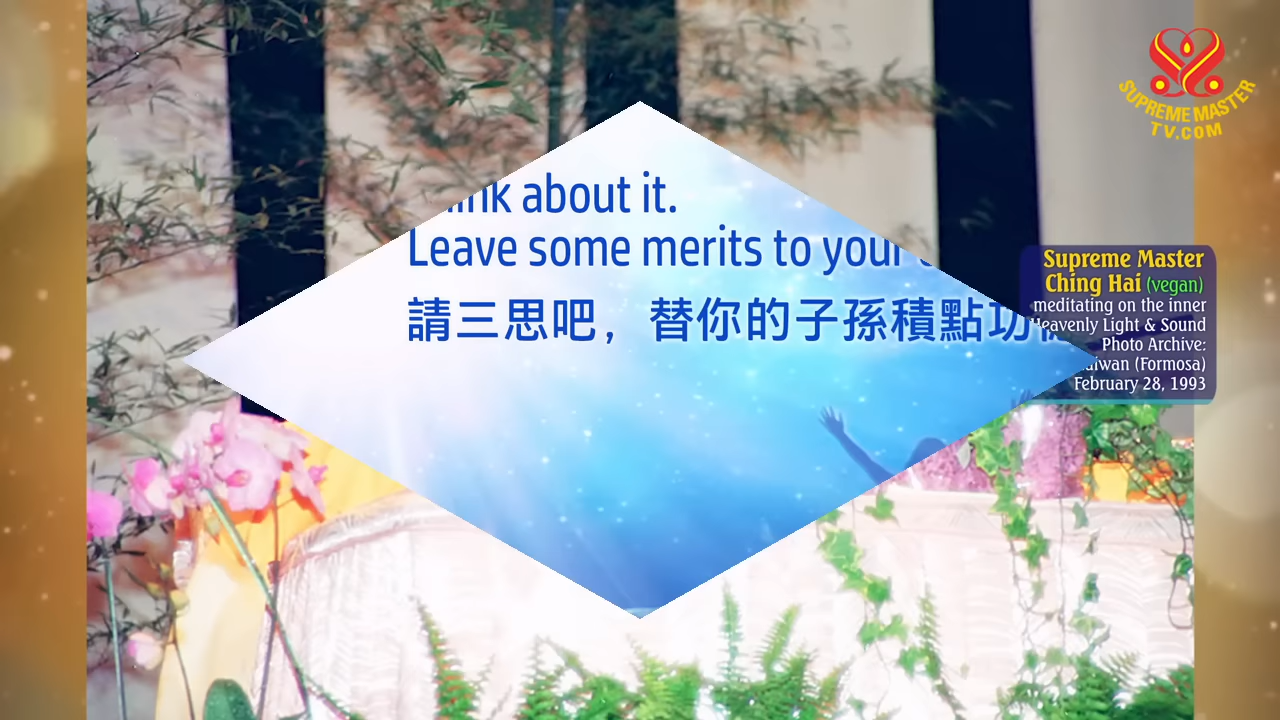 SUPREME MASTER
TV.COM
about it.
Leave some merits to your
請三思吧，替你的子孫積點功
Supreme Master
Ching Hai (vegan)
meditating on the inner
Heavenly Light & Sound
Photo Archive:
(Formosa)
February 28, 1993